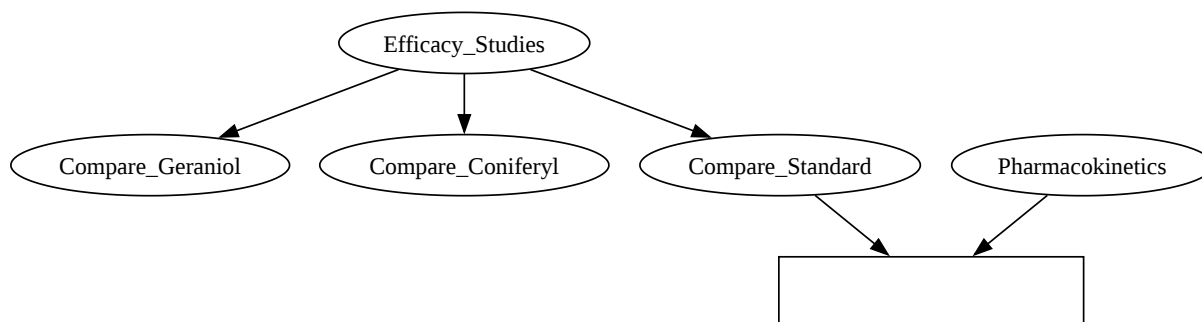 Efficacy_Studies
Compare_Geraniol
Compare_Coniferyl
Compare_Standard
Pharmacokinetics